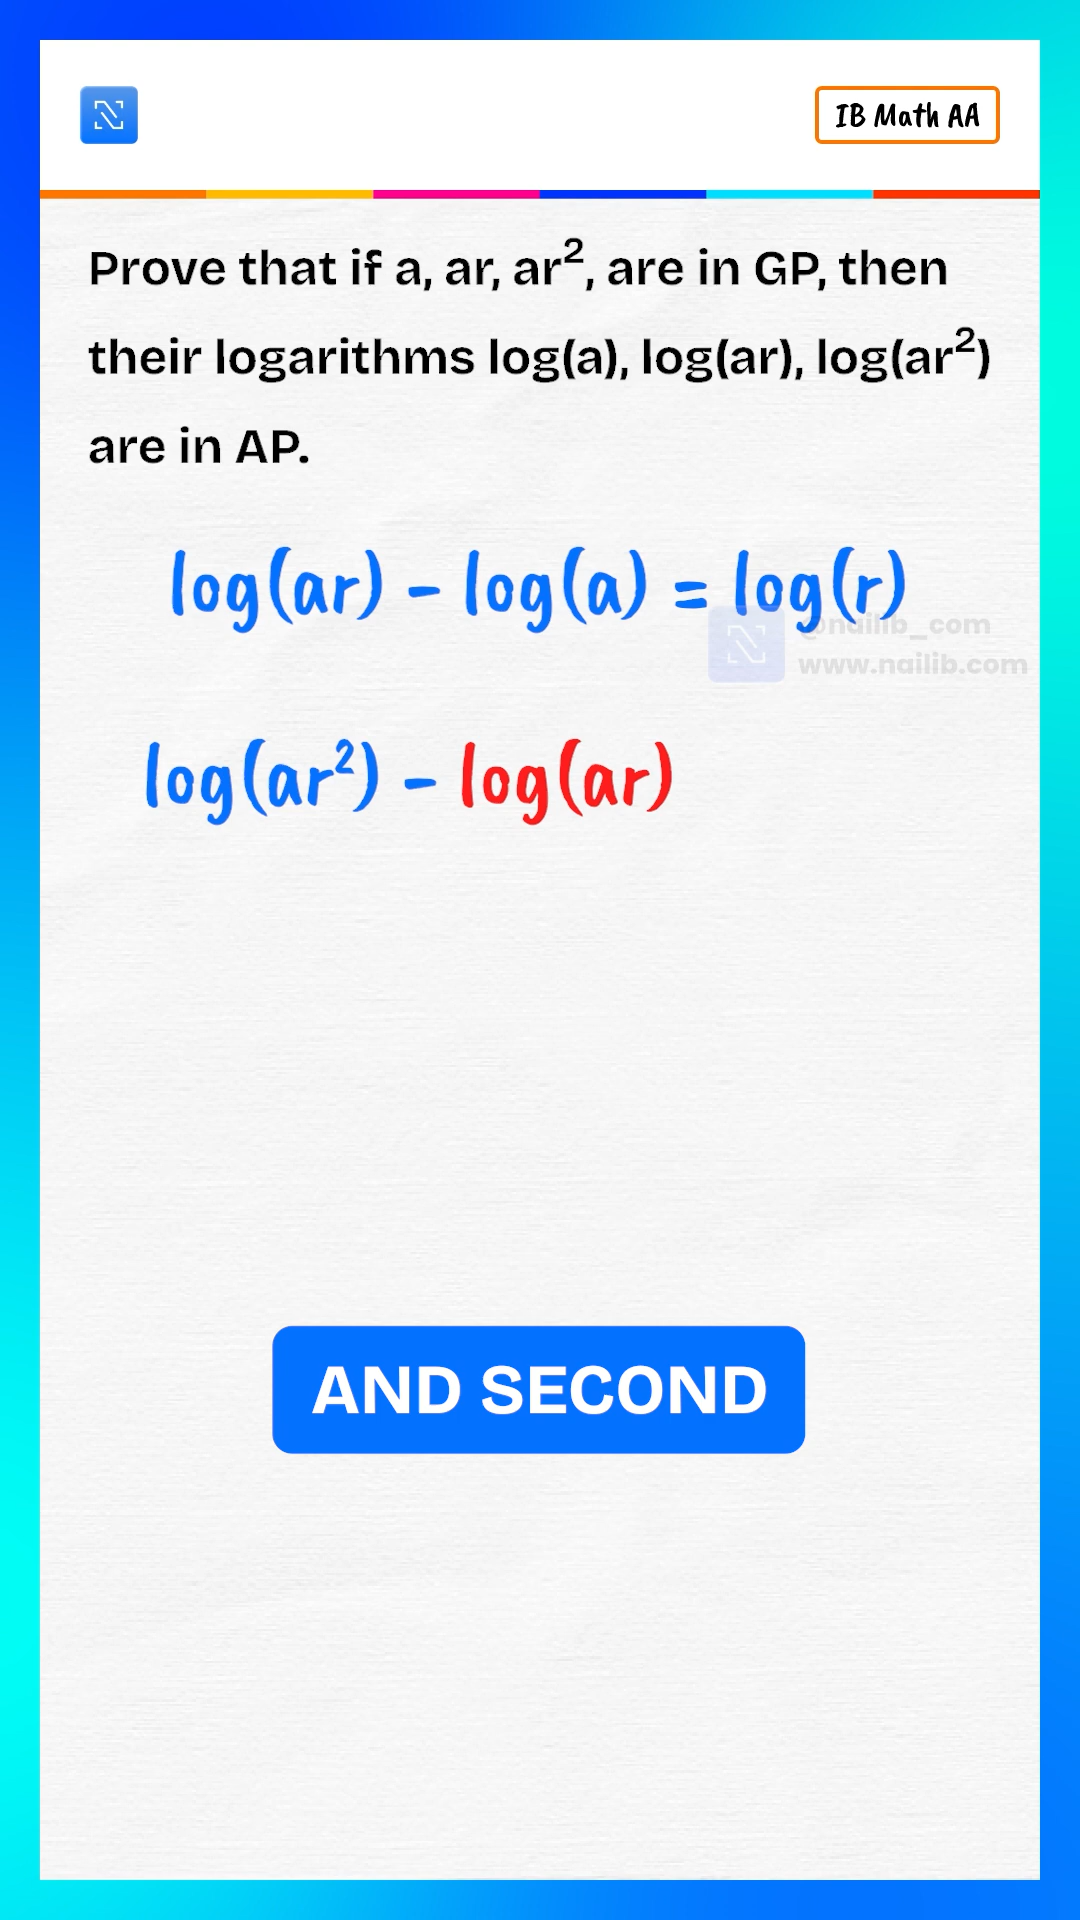 IB Math AA
Prove that if a, ar, ar², are in GP, then
their logarithms log(a), log(ar), log(ar²)
are in AP.
log(ar) - log(a) = log(r)
@nailib_com
www.nailib.com
log(ar²) - log(ar)
AND SECOND